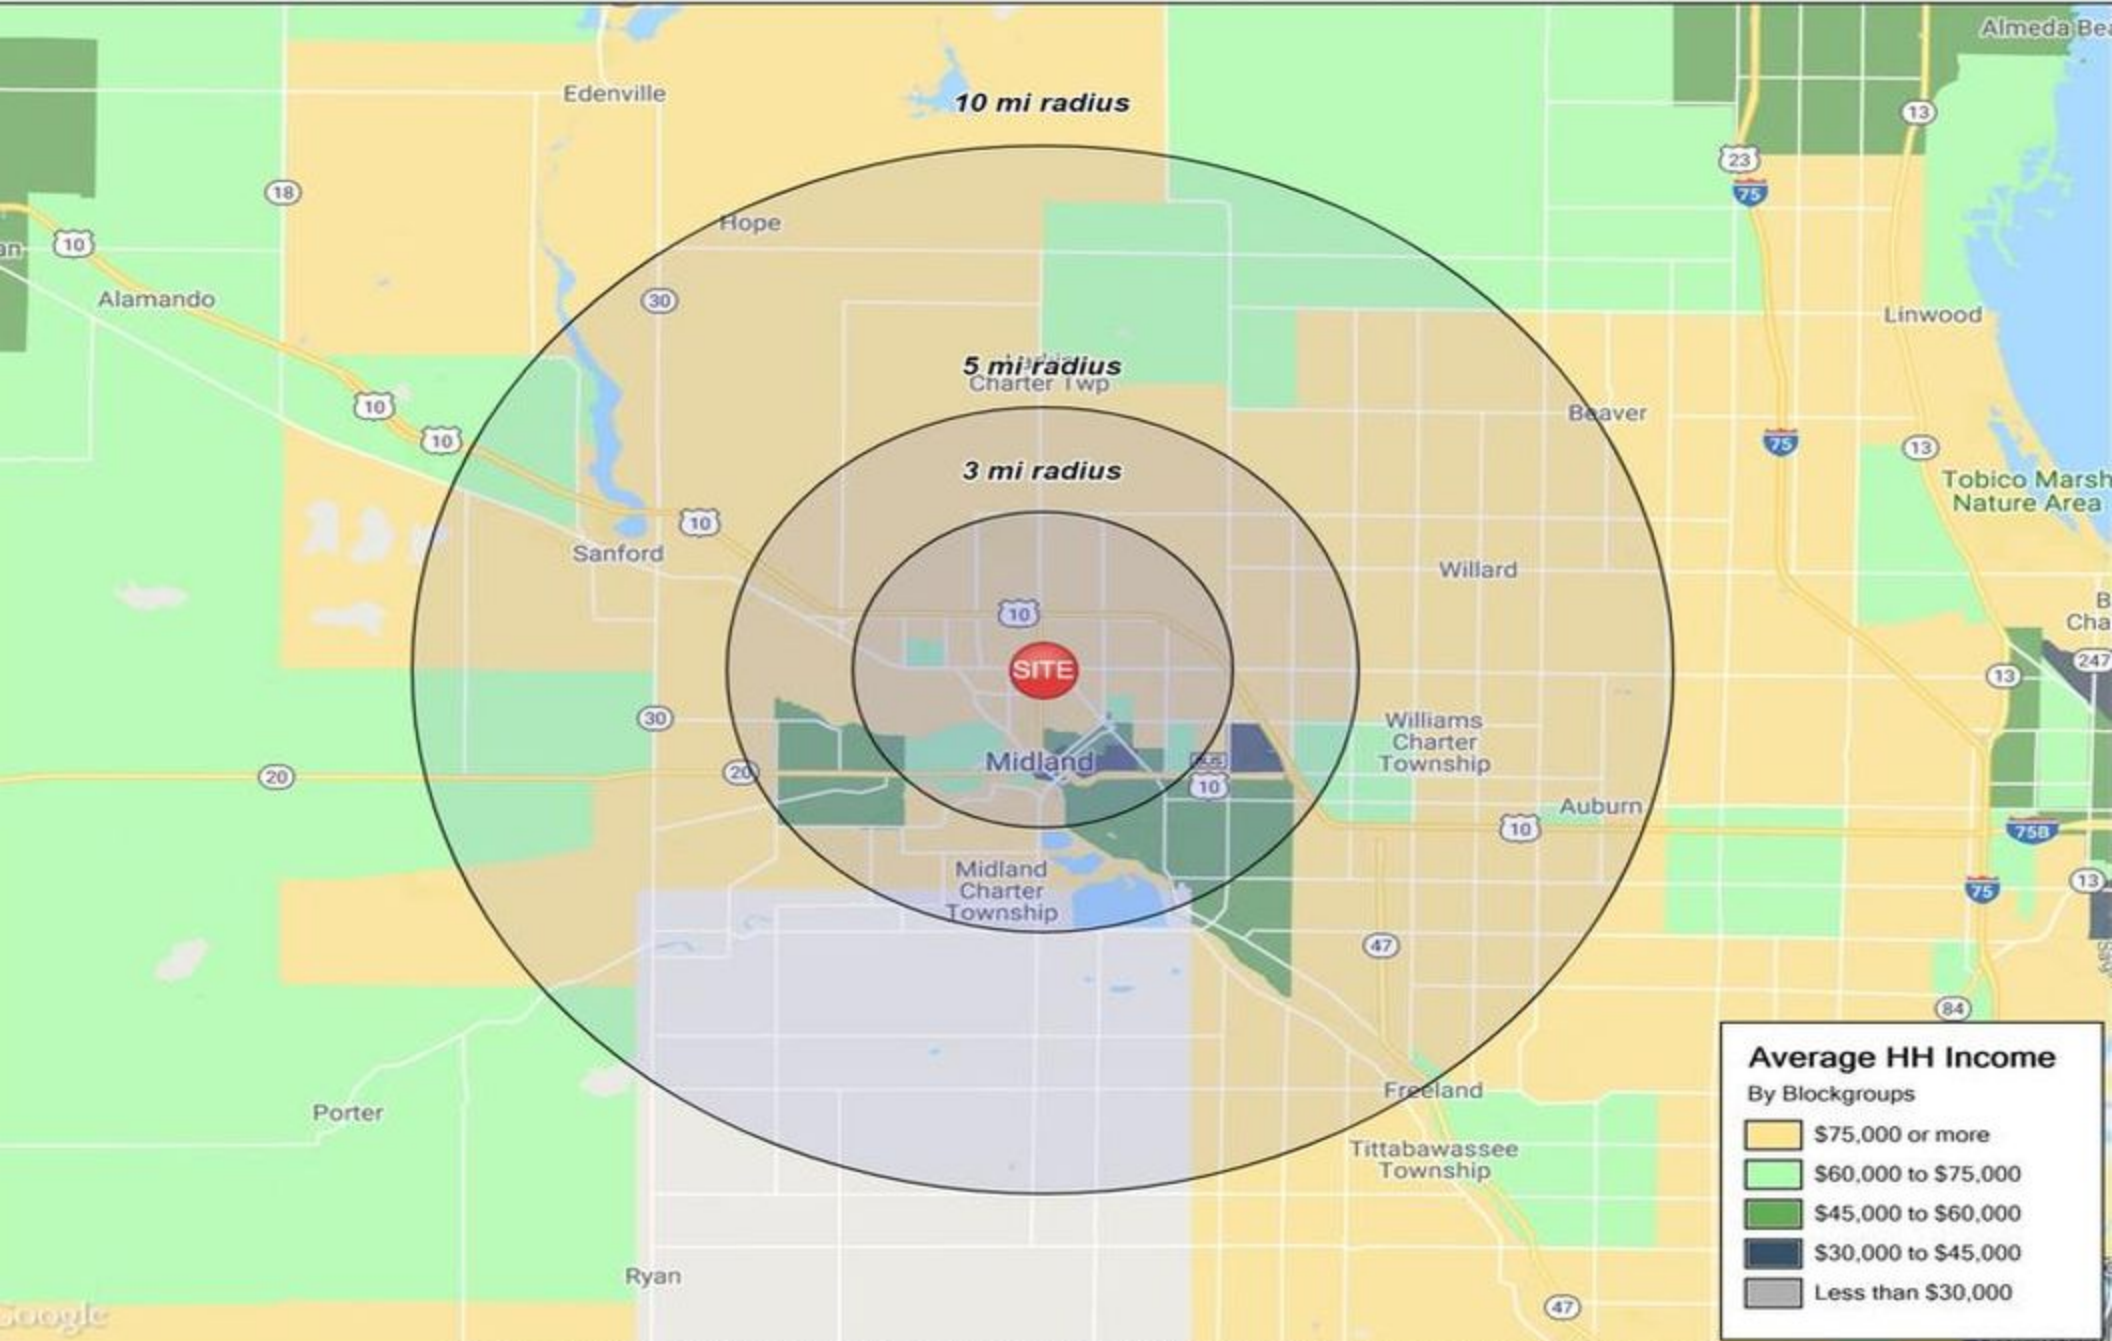 Almeda Bea
Edenville
10 mi radius
13
23
75
18
Hope
10
an
Alamando
30
Linwood
5 mi radius
Charter Twp
10
Beaver
10
75
13
3 mi radius
Tobico Marsh
Nature Area
10
Sanford
Willard
B
Cha
10
SITE
247
13
30
Williams
Charter
Township
Midland
20
20
10
Auburn
10
75B
Midland
Charter
Township
13
75
47
84
Freeland
Porter
Tittabawassee
Township
Ryan
47
Google
Average HH Income
By Blockgroups
$75,000 or more
$60,000 to $75,000
$45,000 to $60,000
$30,000 to $45,000
Less than $30,000